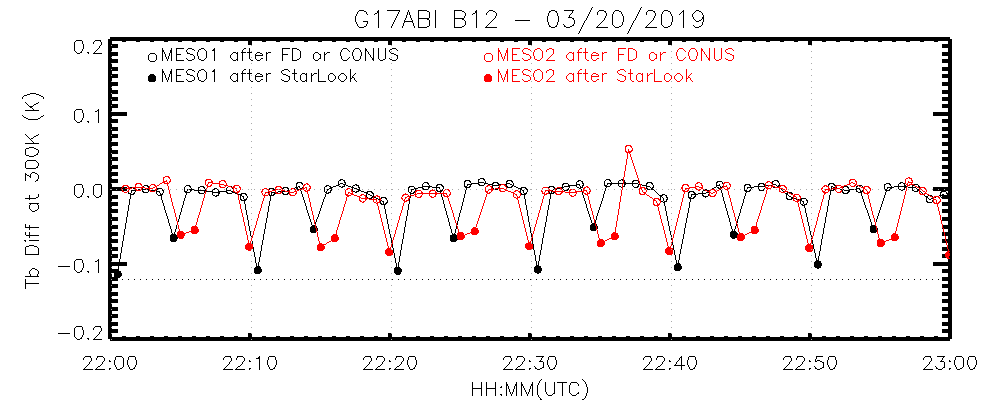 G17ABI B12 - 03/20/2019
MESO1 after FD or CONUS
MESO2 after FD or CONUS
MESO1 after StarLook
MESO2 after StarLook
0.2
0.1
0.0
-0.1
-0.2
Tb Diff at 300K (K)
22:00 22:10 22:20 22:30 22:40 22:50 23:00
HH:MM(UTC)